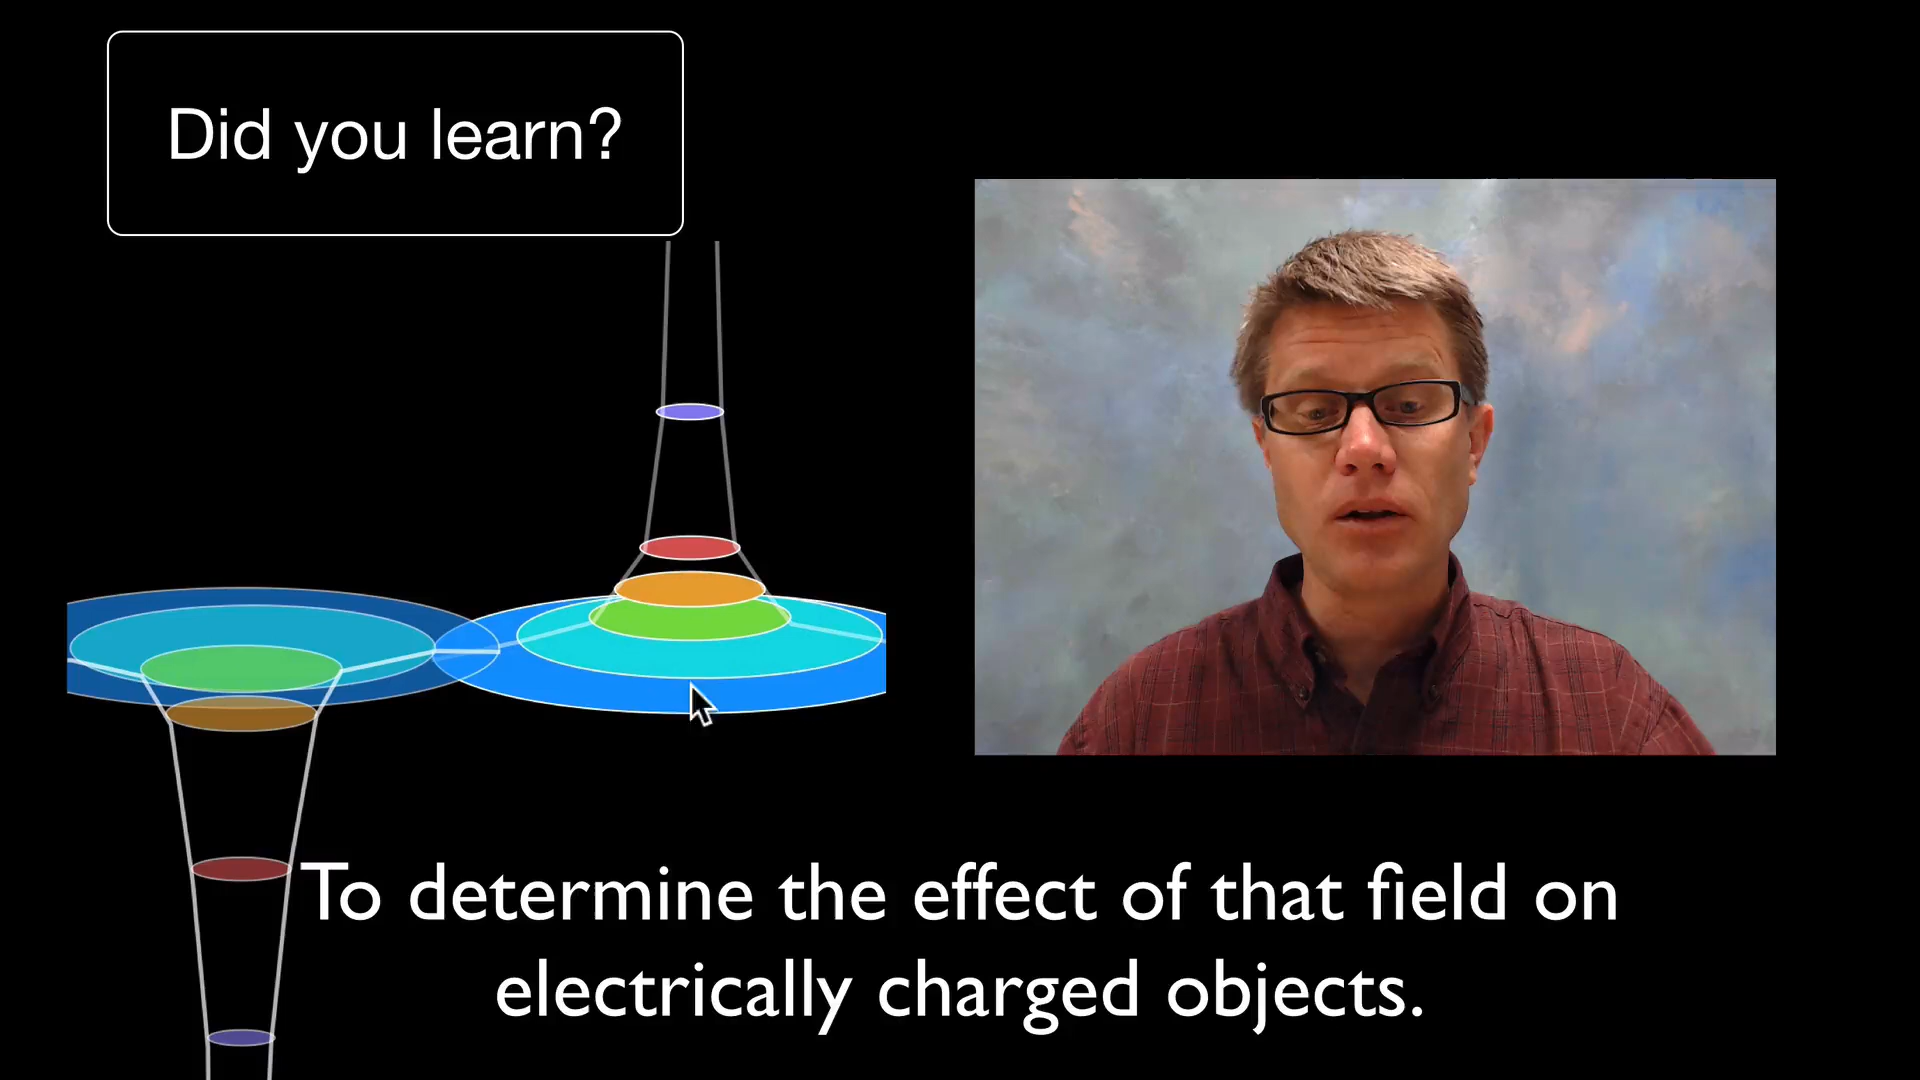 Did you learn?
To determine the effect of that field on
electrically charged objects.